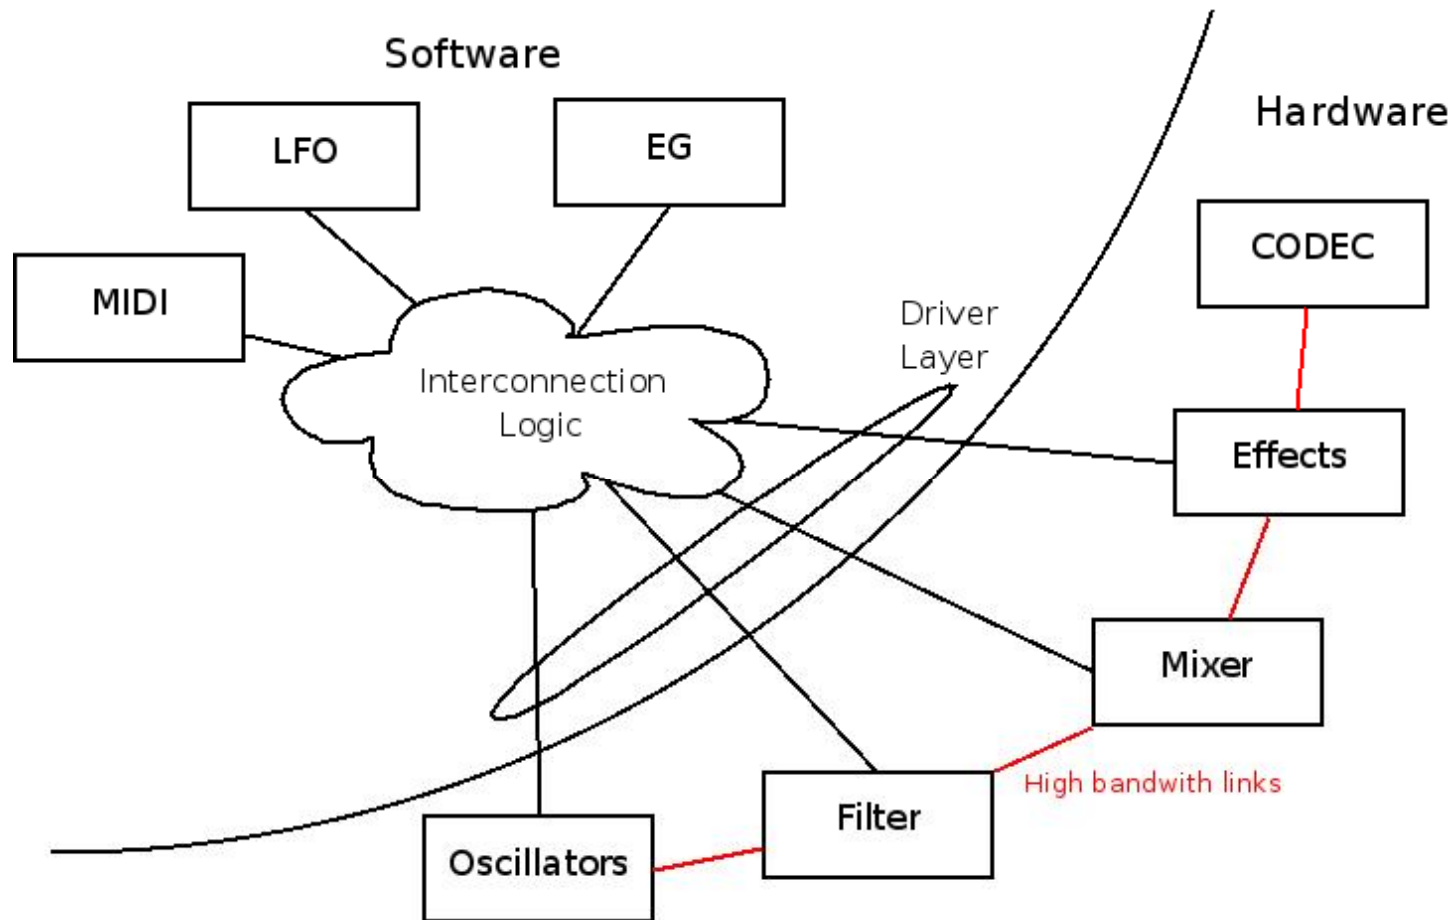 Software
Hardware
LFO
EG
MIDI
CODEC
Driver
Layer
Interconnection
Logic
Effects
Mixer
High bandwith links
Filter
Oscillators